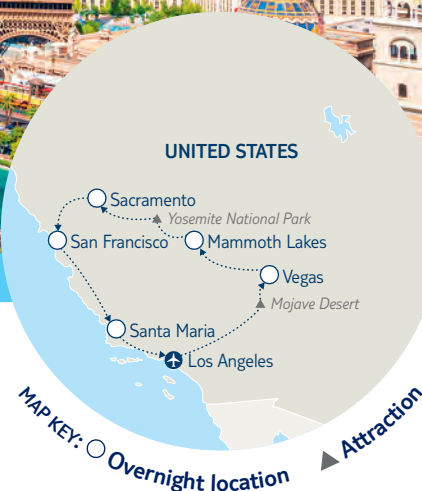 UNITED STATES
Sacramento
Yosemite National Park
San Francisco
Mammoth Lakes
Vegas
Mojave Desert
Santa Maria
Los Angeles
MAP KEY: Overnight location
Attraction